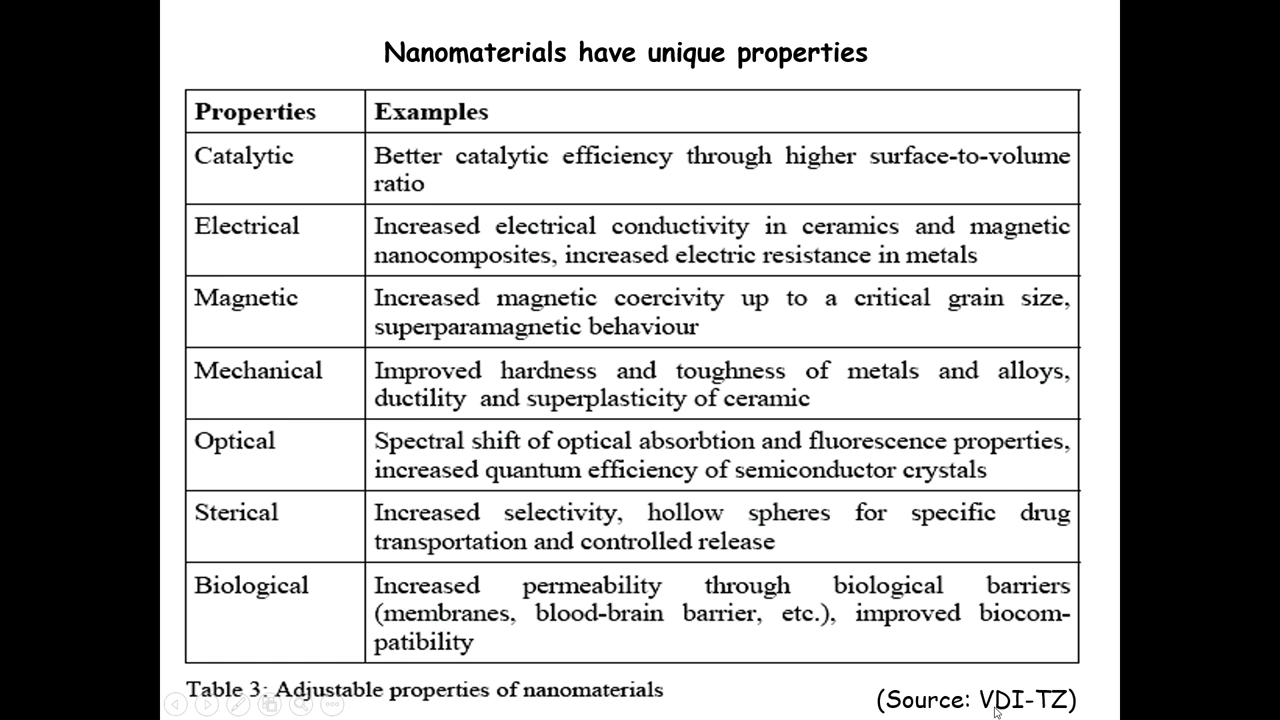 Nanomaterials have unique properties
Properties Examples
Catalytic Better catalytic efficiency through higher surface-to-volume
ratio
Electrical Increased electrical conductivity in ceramics and magnetic
nanocomposites, increased electric resistance in metals
Magnetic Increased magnetic coercivity up to a critical grain size,
superparamagnetic behaviour
Mechanical Improved hardness and toughness of metals and alloys,
ductility and superplasticity of ceramic
Optical Spectral shift of optical absorbtion and fluorescence properties,
increased quantum efficiency of semiconductor crystals
Sterical Increased selectivity, hollow spheres for specific drug
transportation and controlled release
Biological Increased permeability through biological barriers
(membranes, blood-brain barrier, etc.), improved biocom-
patibility
Table 3: Adjustable properties of nanomaterials
(Source: VDI-TZ)